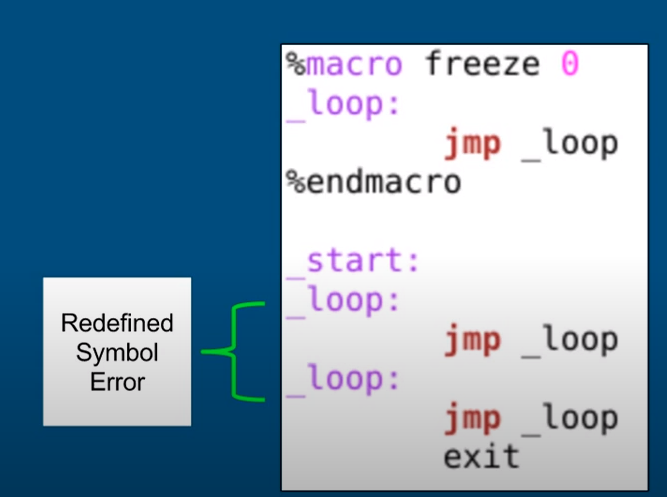 %macro freeze 0
_loop:
jmp _loop
%endmacro
_start:
_loop:
jmp _loop
_loop:
jmp _loop
exit
Redefined
Symbol
Error